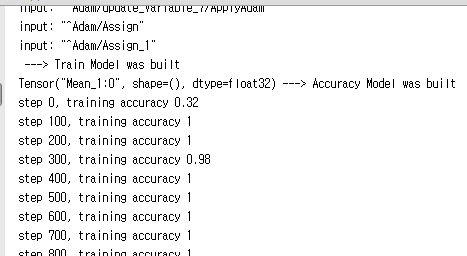 input: "^Adam/update_Variable_7/ApplyAdam"
input: "^Adam/Assign"
input: "^Adam/Assign_1"
---> Train Model was built
Tensor("Mean_1:0", shape=(), dtype=float32) ---> Accuracy Model was built
step 0, training accuracy 0.32
step 100, training accuracy 1
step 200, training accuracy 1
step 300, training accuracy 0.98
step 400, training accuracy 1
step 500, training accuracy 1
step 600, training accuracy 1
step 700, training accuracy 1
step 800, training accuracy 1